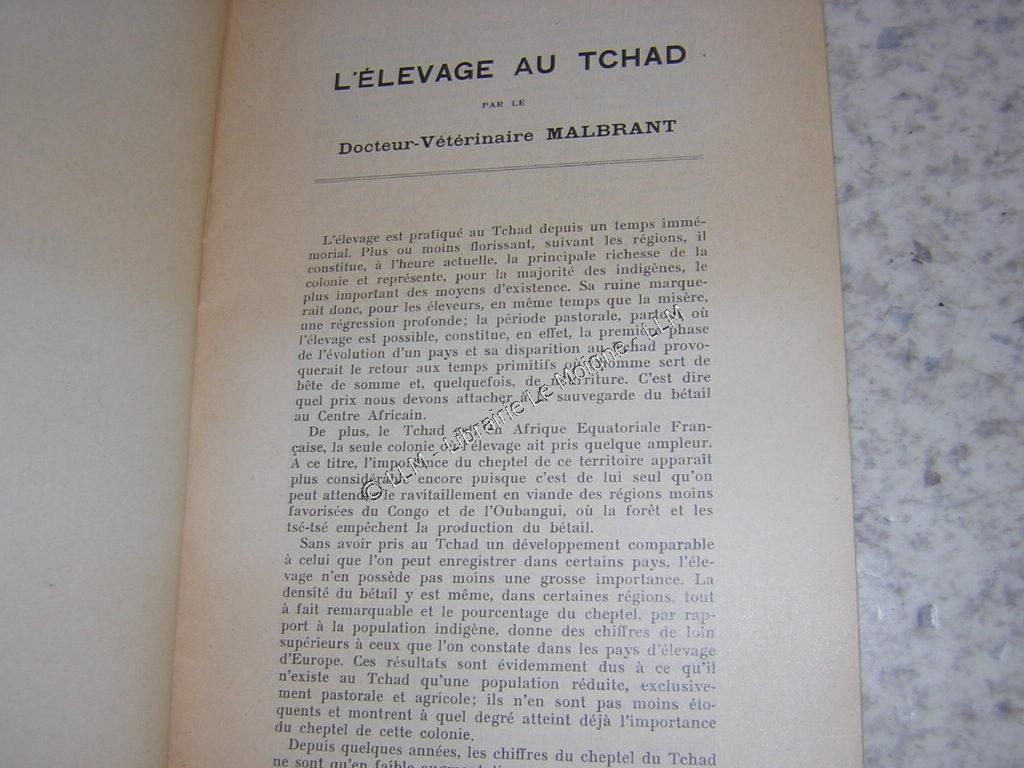 L'ÉLEVAGE AU TCHAD
PAR LE
Docteur-Vétérinaire MALBRANT
L'élevage est pratiqué au Tchad depuis un temps immé-
morial. Plus ou moins florissant, suivant les régions, il
constitue, à l'heure actuelle, la principale richesse de la
colonie et représente, pour la majorité des indigènes, le
plus important des moyens d'existence. Sa ruine marque-
rait donc, pour les éleveurs, en même temps que la misère,
une régression profonde; la période pastorale, partout où
l'élevage est possible, constitue, en effet, la première phase
de l'évolution d'un pays et sa disparition au Tchad provo-
querait le retour aux temps primitifs où l'homme sert de
bête de somme et, quelquefois, de nourriture. C'est dire
quel prix nous devons attacher à la sauvegarde du bétail
au Centre Africain.
De plus, le Tchad est, en Afrique Equatoriale Fran-
çaise, la seule colonie où l'élevage ait pris quelque ampleur.
A ce titre, l'importance du cheptel de ce territoire apparaît
plus considérable encore puisque c'est de lui seul qu'on
peut attendre le ravitaillement en viande des régions moins
favorisées du Congo et de l'Oubangui, où la forêt et les
tsé-tsé empêchent la production du bétail.
Sans avoir pris au Tchad un développement comparable
à celui que l'on peut enregistrer dans certains pays, l'éle-
vage n'en possède pas moins une grosse importance. La
densité du bétail y est même, dans certaines régions, tout
à fait remarquable et le pourcentage du cheptel, par rap-
port à la population indigène, donne des chiffres de loin
supérieurs à ceux que l'on constate dans les pays d'élevage
d'Europe. Ces résultats sont évidemment dus à ce qu'il
n'existe au Tchad qu'une population réduite, exclusive-
ment pastorale et agricole; ils n'en sont pas moins élo-
quents et montrent à quel degré atteint déjà l'importance
du cheptel de cette colonie.
Depuis quelques années, les chiffres du cheptel du Tchad
ne sont qu'en faible
© LLM - Librairie Le Moigne - LLM